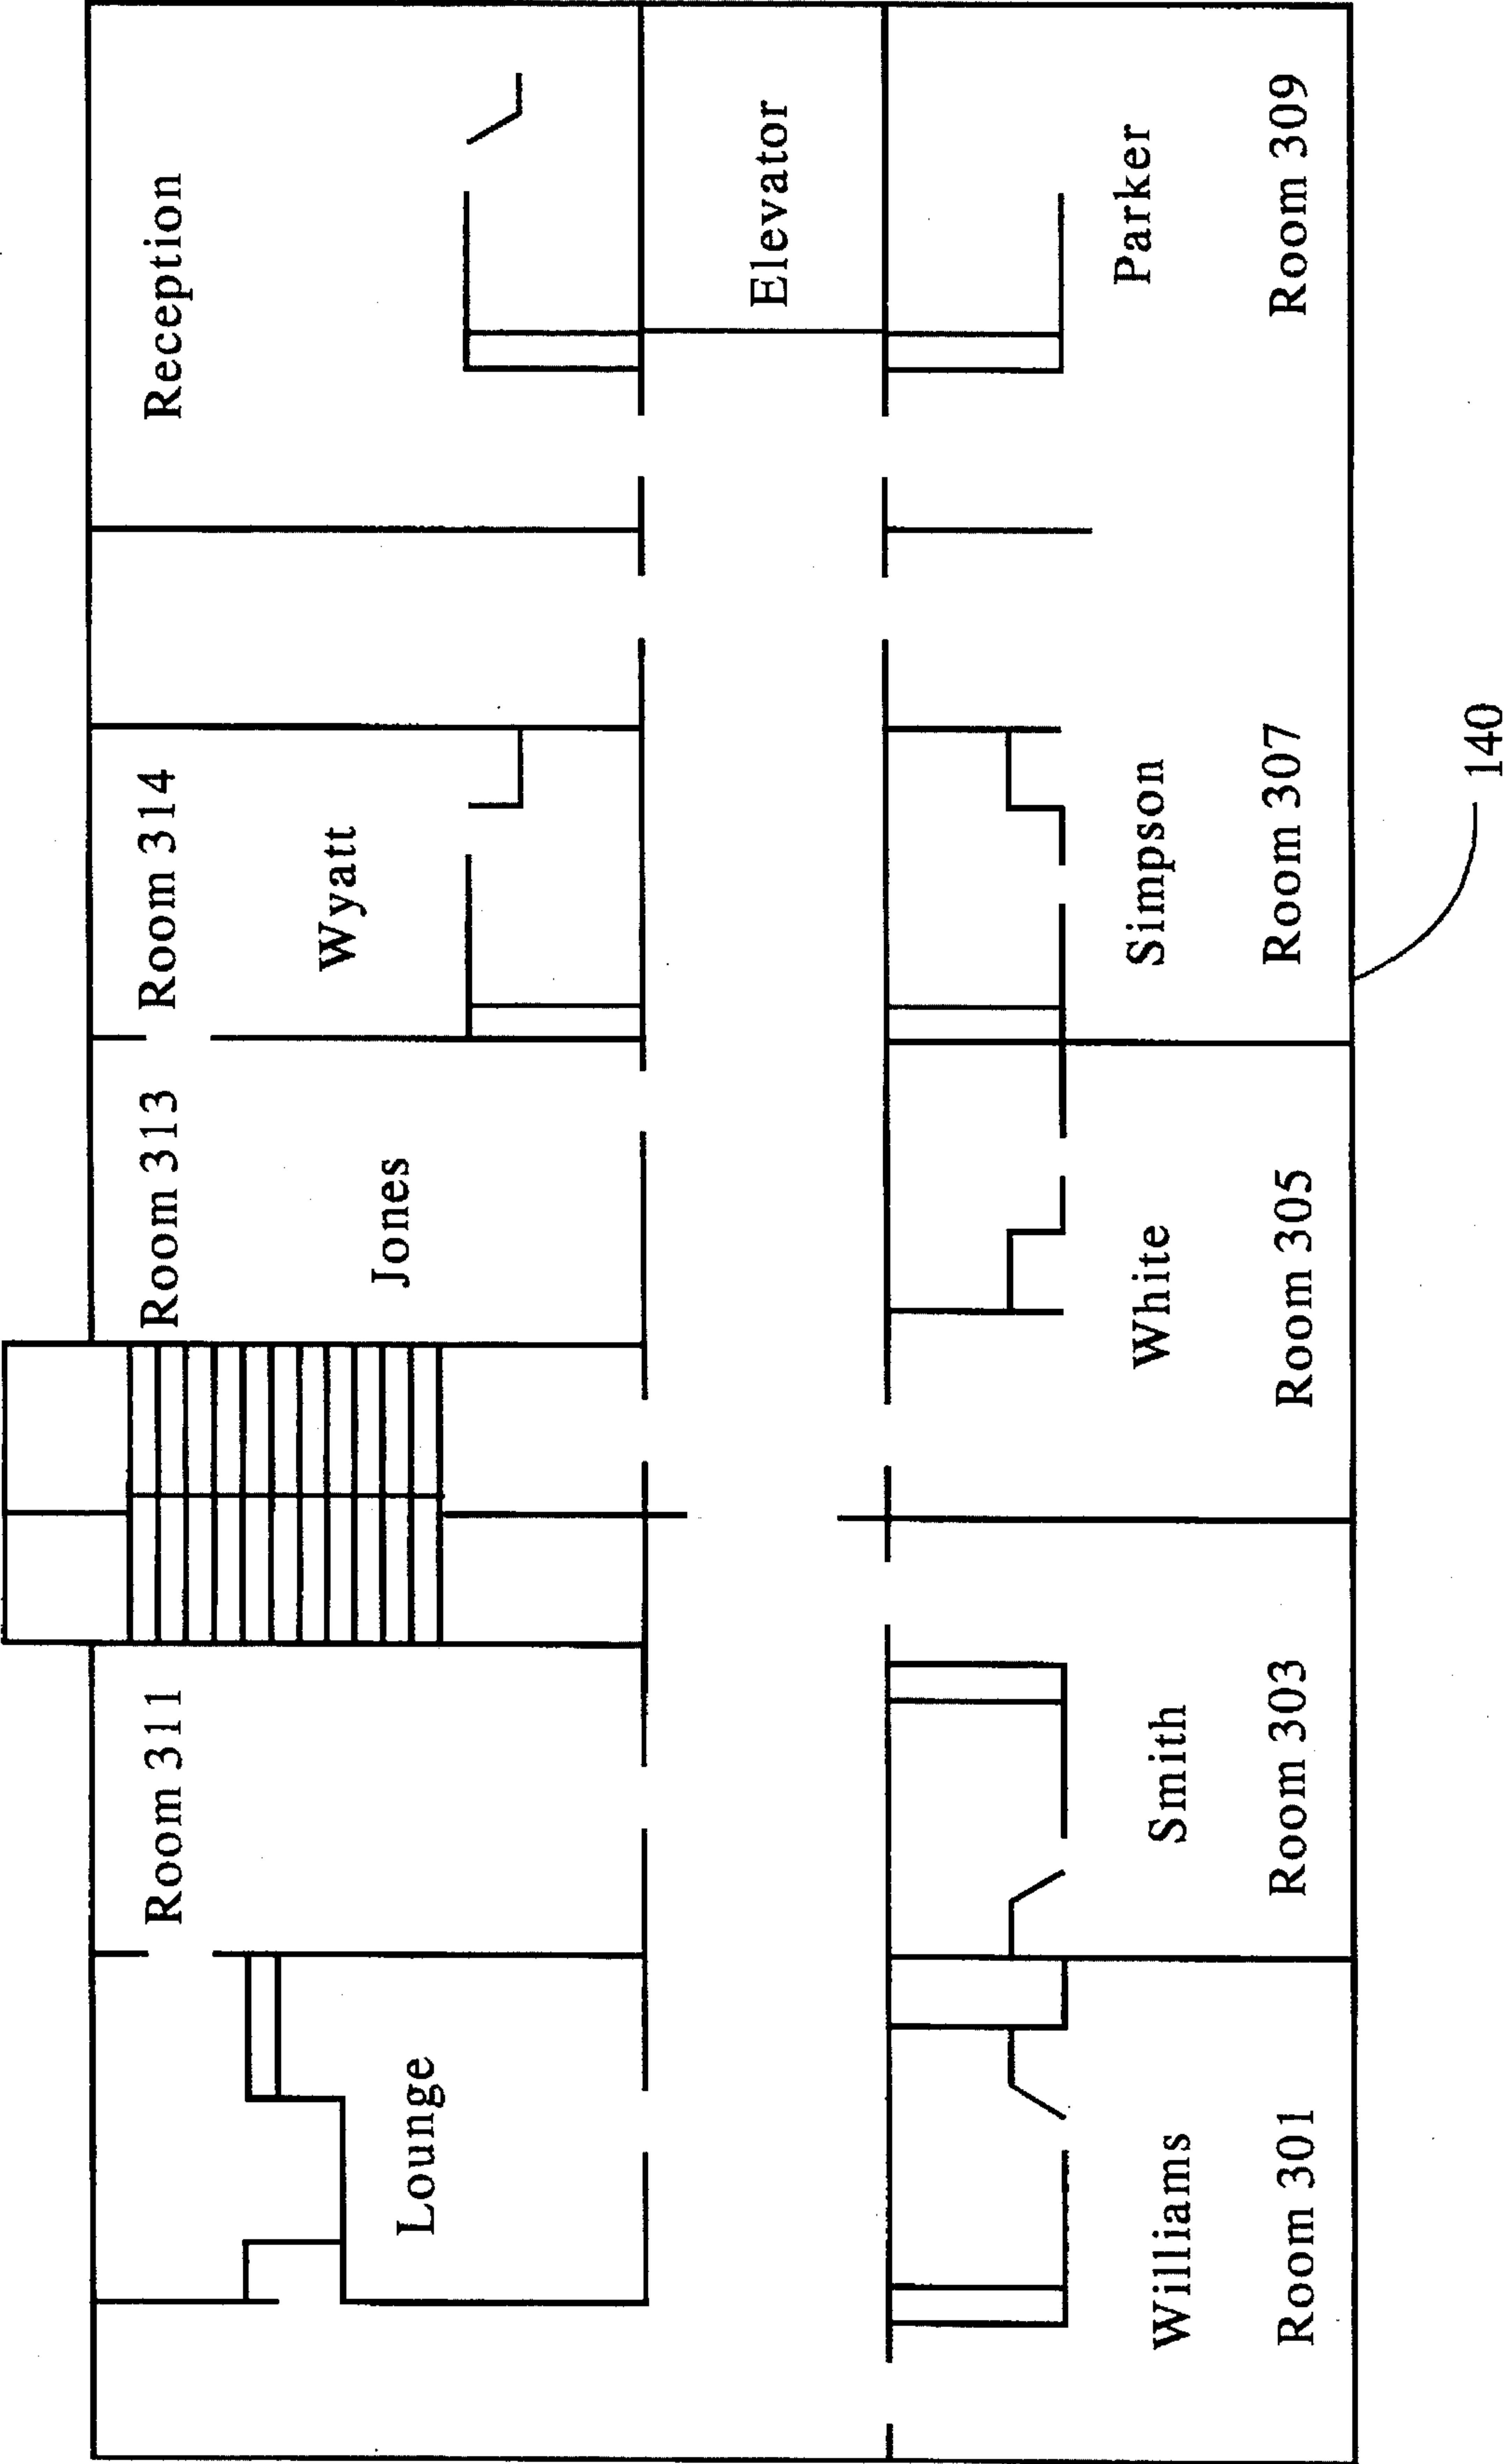 Lounge
Room 311
Room 313
Jones
Room 314
Wyatt
Reception
Elevator
Williams
Room 301
Smith
Room 303
White
Room 305
Simpson
Room 307
Parker
Room 309
140